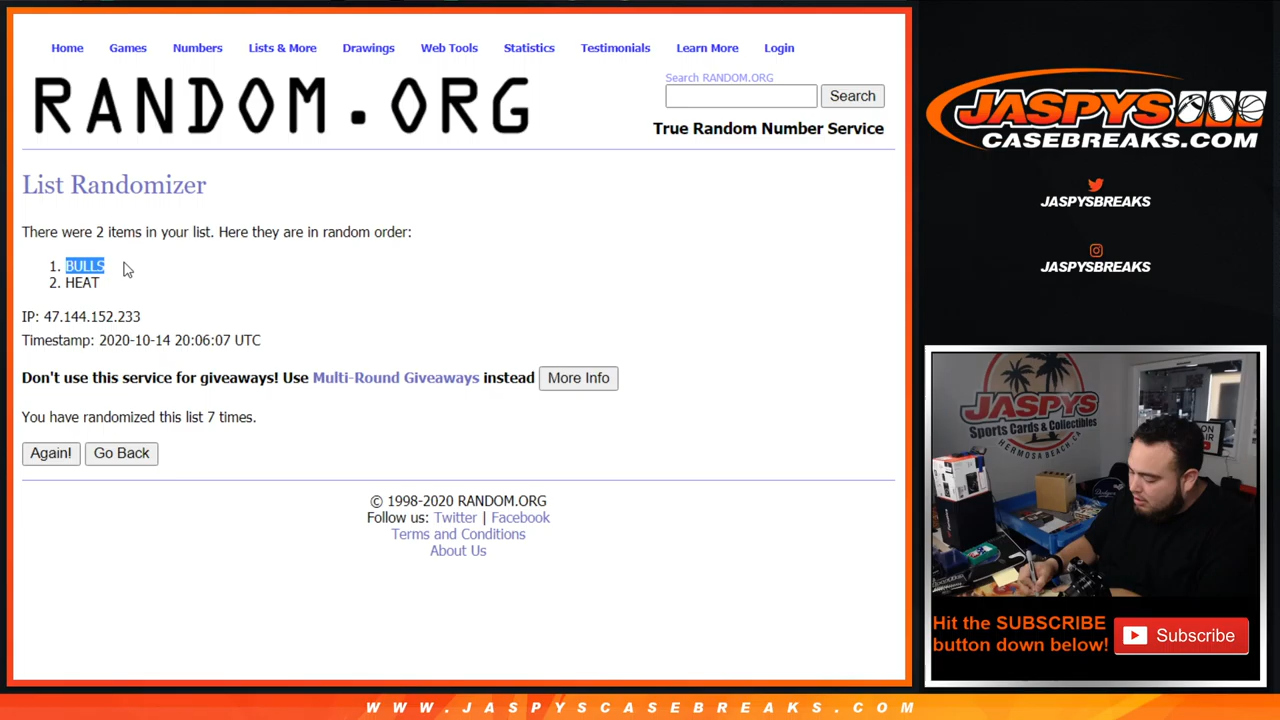 Home Games Numbers Lists & More Drawings Web Tools Statistics Testimonials Learn More Login
RANDOM.ORG
Search RANDOM.ORG
Search
True Random Number Service
List Randomizer
There were 2 items in your list. Here they are in random order:
1. BULLS
2. HEAT
IP: 47.144.152.233
Timestamp: 2020-10-14 20:06:07 UTC
Don't use this service for giveaways! Use Multi-Round Giveaways instead More Info
You have randomized this list 7 times.
Again! Go Back
© 1998-2020 RANDOM.ORG
Follow us: Twitter | Facebook
Terms and Conditions
About Us
JASPYS
CASEBREAKS.COM
JASPYSBREAKS
JASPYSBREAKS
JASPYS
Sports Cards & Collectibles
HERMOSA BEACH, CA
ON
AIR
Hit the SUBSCRIBE
button down below!
Subscribe
WWW.JASPYSCASEBREAKS.COM